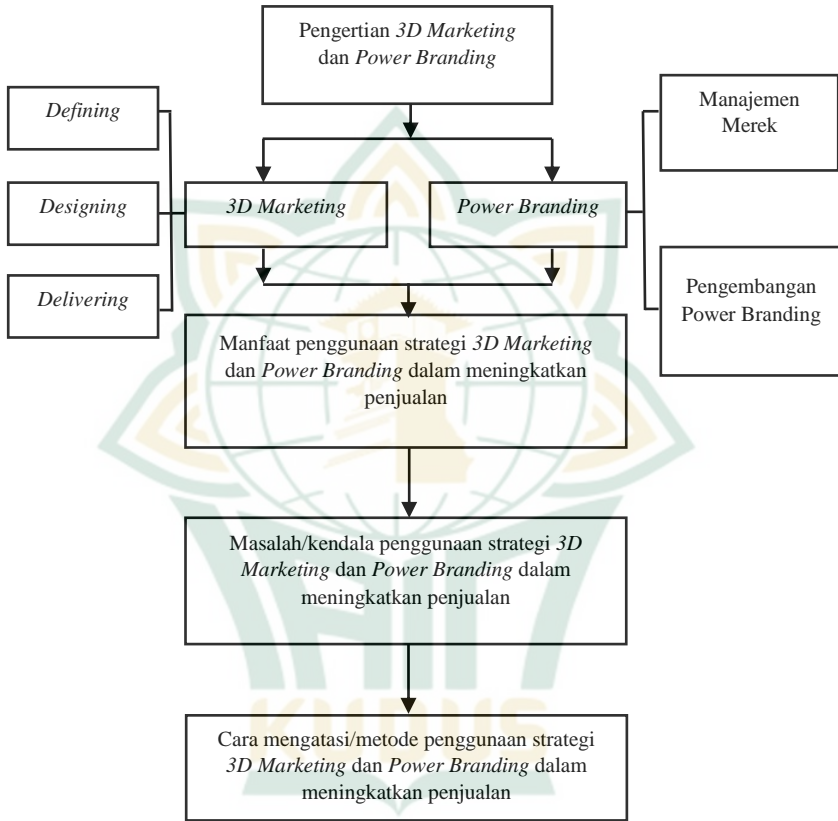 Pengertian 3D Marketing
dan Power Branding
Defining
Designing
Delivering
3D Marketing
Power Branding
Manajemen
Merek
Pengembangan
Power Branding
Manfaat penggunaan strategi 3D Marketing
dan Power Branding dalam meningkatkan
penjualan
Masalah/kendala penggunaan strategi 3D
Marketing dan Power Branding dalam
meningkatkan penjualan
Cara mengatasi/metode penggunaan strategi
3D Marketing dan Power Branding dalam
meningkatkan penjualan
KUDUS